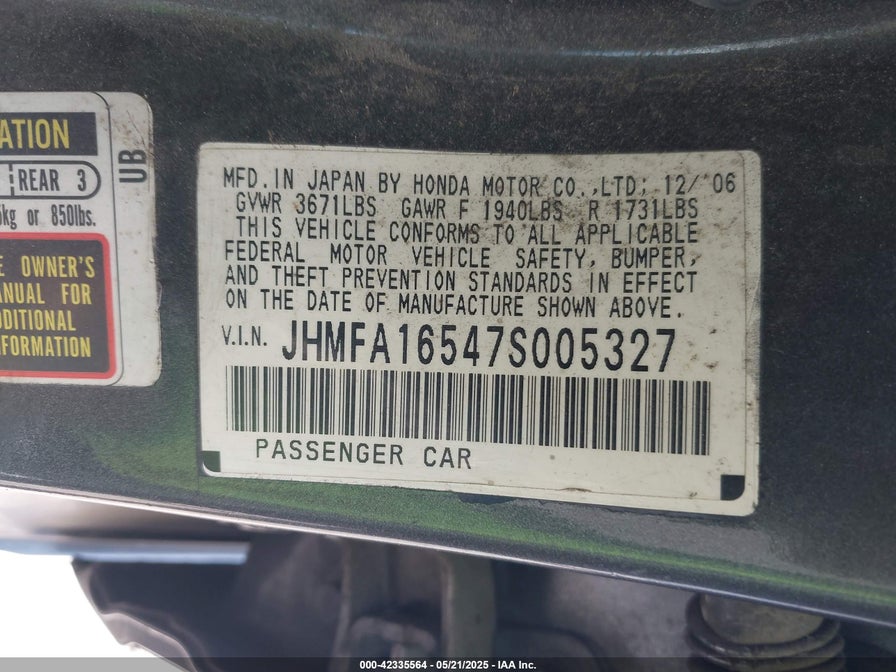 ATION
REAR 3
kg or 850lbs.
OWNER'S
FOR
UB
MFD. IN JAPAN BY HONDA MOTOR CO., LTD; 12/ '06
GVWR 3671LBS GAWR F 1940LBS R 1731LBS
THIS VEHICLE CONFORMS TO ALL APPLICABLE
FEDERAL MOTOR VEHICLE SAFETY, BUMPER,
AND THEFT PREVENTION STANDARDS IN EFFECT
ON THE DATE OF MANUFACTURE SHOWN ABOVE.
V.I.N. JHMFA16547S005327
PASSENGER CAR
000-42335564 - 05/21/2025 - IAA Inc.